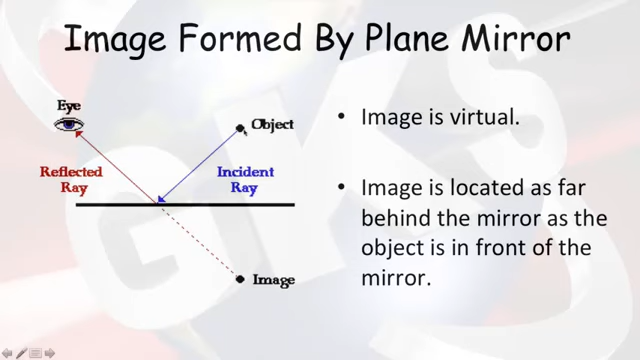 Image Formed By Plane Mirror
Eye
Object
Reflected
Ray
Incident
Ray
Image
• Image is virtual.
• Image is located as far
behind the mirror as the
object is in front of the
mirror.
GKS